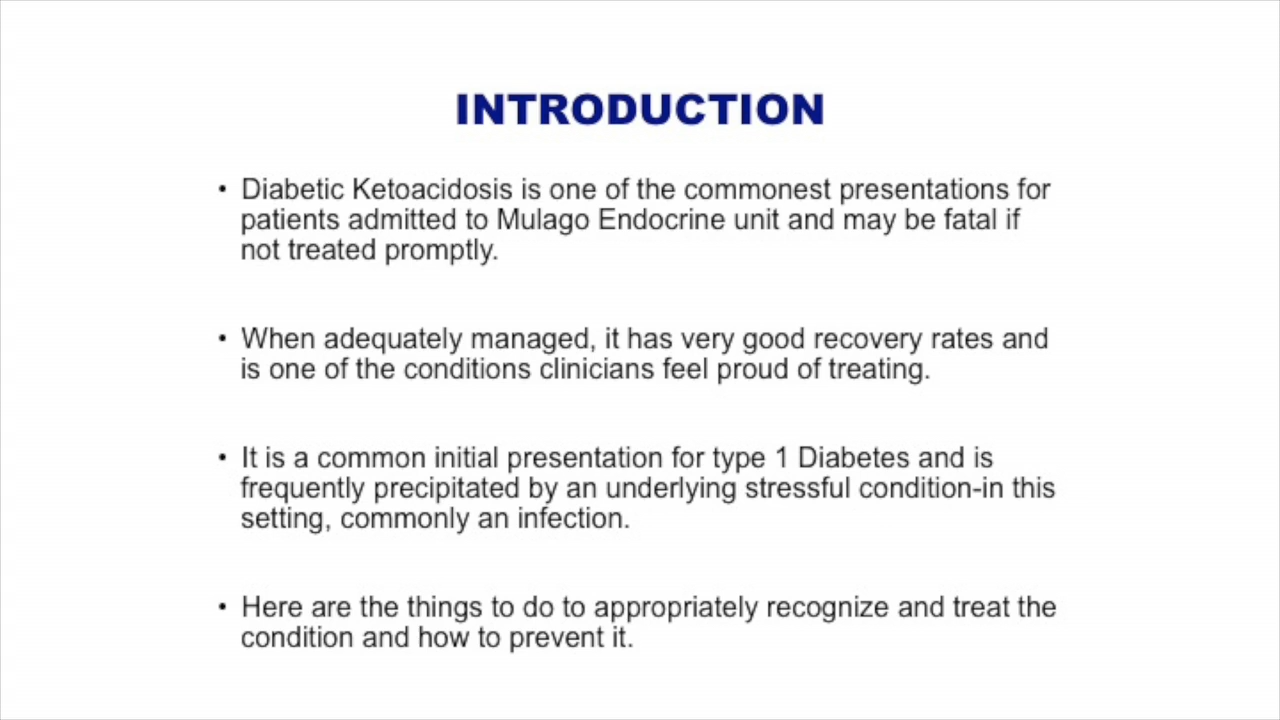 INTRODUCTION
• Diabetic Ketoacidosis is one of the commonest presentations for
patients admitted to Mulago Endocrine unit and may be fatal if
not treated promptly.
• When adequately managed, it has very good recovery rates and
is one of the conditions clinicians feel proud of treating.
• It is a common initial presentation for type 1 Diabetes and is
frequently precipitated by an underlying stressful condition-in this
setting, commonly an infection.
• Here are the things to do to appropriately recognize and treat the
condition and how to prevent it.